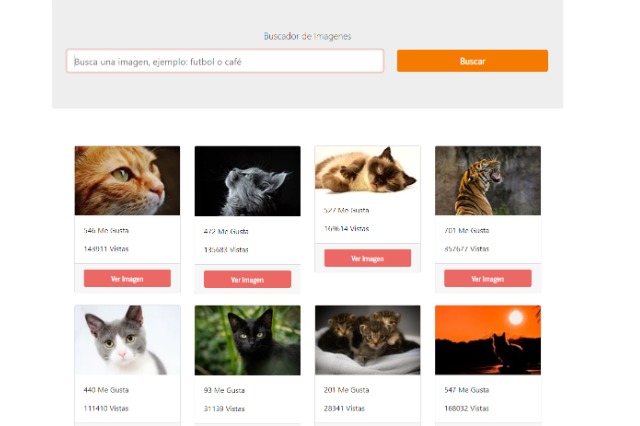 Buscador de Imagenes
Busca una imagen, ejemplo: futbol o café
Buscar
546 Me Gusta
143911 Vistas
Ver Imagen
472 Me Gusta
135683 Vistas
Ver Imagen
527 Me Gusta
169614 Vistas
Ver Imagen
701 Me Gusta
357677 Vistas
Ver Imagen
440 Me Gusta
111410 Vistas
93 Me Gusta
31139 Vistas
201 Me Gusta
28341 Vistas
547 Me Gusta
168032 Vistas